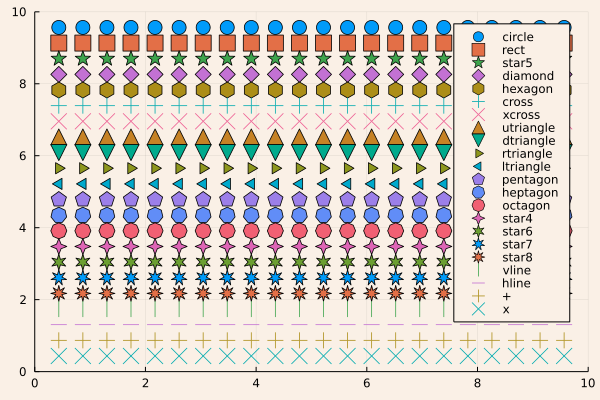 10
8
6
4
2
0
0
2
4
6
8
10
circle
rect
star5
diamond
hexagon
cross
xcross
utriangle
dtriangle
rtriangle
ltriangle
pentagon
heptagon
octagon
star4
star6
star7
star8
vline
hline
+
x